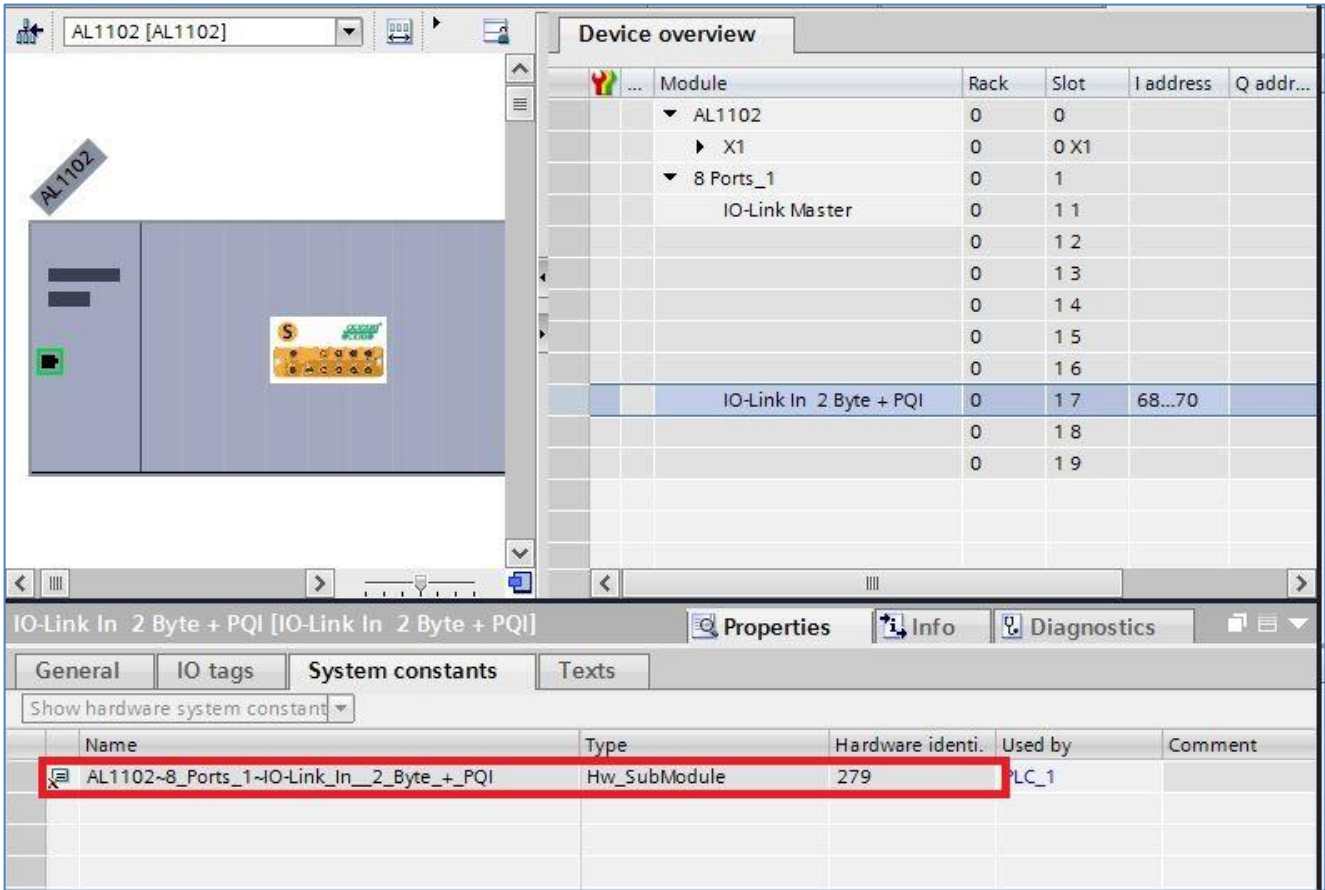 AL1102 [AL1102]
Device overview
... Module Rack Slot I address Q addr...
AL1102 0 0
X1 0 0 X1
8 Ports_1 0 1
IO-Link Master 0 1 1
0 1 2
0 1 3
0 1 4
0 1 5
0 1 6
IO-Link In 2 Byte + PQI 0 1 7 68...70
0 1 8
0 1 9
AL1102
S
IO-Link In 2 Byte + PQI [IO-Link In 2 Byte + PQI]
Properties Info Diagnostics
General IO tags System constants Texts
Show hardware system constant
Name Type Hardware identi. Used by Comment
AL1102~8_Ports_1~IO-Link_In__2_Byte_+_PQI Hw_SubModule 279 PLC_1